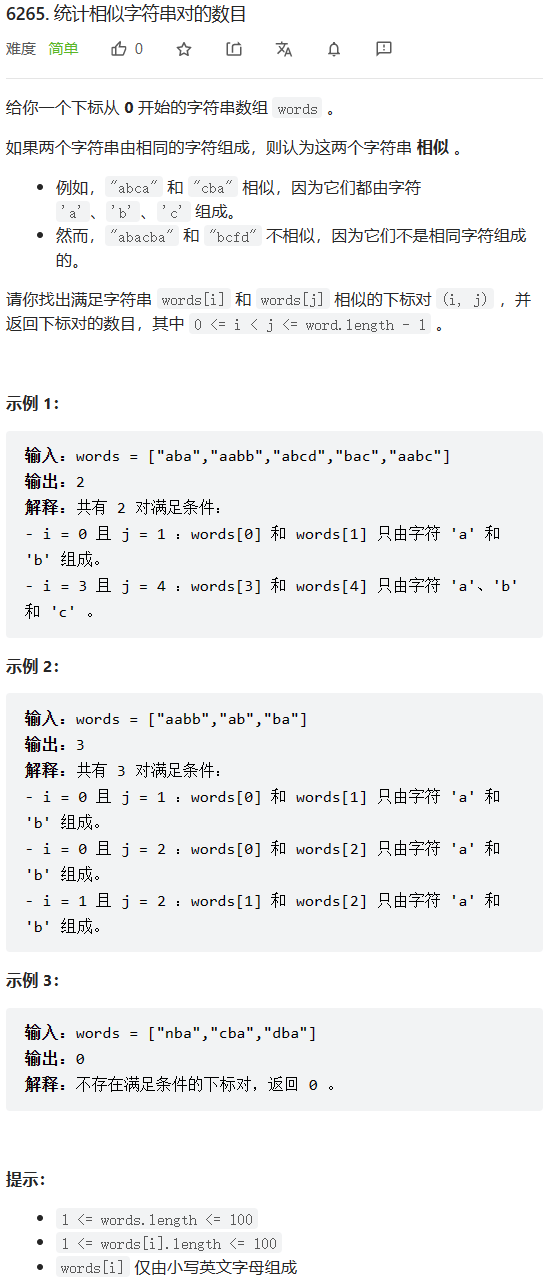 6265. 统计相似字符串对的数目
难度 简单 0
给你一个下标从 0 开始的字符串数组 words 。
如果两个字符串由相同的字符组成，则认为这两个字符串 相似 。
• 例如，"abca" 和 "cba" 相似，因为它们都由字符
'a'、'b'、'c' 组成。
• 然而，"abacba" 和 "bcfd" 不相似，因为它们不是相同字符组成
的。
请你找出满足字符串 words[i] 和 words[j] 相似的下标对 (i, j) ，并
返回下标对的数目，其中 0 <= i < j <= word.length - 1 。
示例 1：
输入：words = ["aba","aabb","abcd","bac","aabc"]
输出：2
解释：共有 2 对满足条件：
- i = 0 且 j = 1 ：words[0] 和 words[1] 只由字符 'a' 和
'b' 组成。
- i = 3 且 j = 4 ：words[3] 和 words[4] 只由字符 'a'、'b'
和 'c' 。
示例 2：
输入：words = ["aabb","ab","ba"]
输出：3
解释：共有 3 对满足条件：
- i = 0 且 j = 1 ：words[0] 和 words[1] 只由字符 'a' 和
'b' 组成。
- i = 0 且 j = 2 ：words[0] 和 words[2] 只由字符 'a' 和
'b' 组成。
- i = 1 且 j = 2 ：words[1] 和 words[2] 只由字符 'a' 和
'b' 组成。
示例 3：
输入：words = ["nba","cba","dba"]
输出：0
解释：不存在满足条件的下标对，返回 0 。
提示：
• 1 <= words.length <= 100
• 1 <= words[i].length <= 100
• words[i] 仅由小写英文字母组成